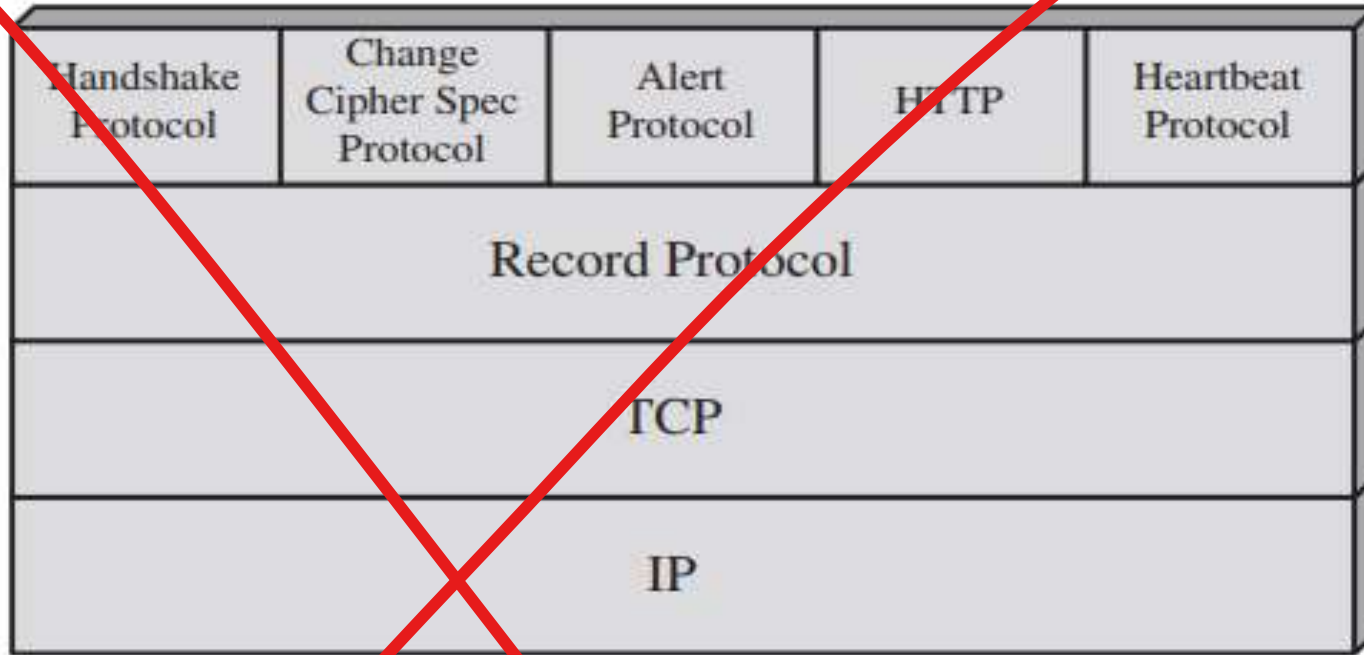 Handshake
Protocol
Change
Cipher Spec
Protocol
Alert
Protocol
HTTP
Heartbeat
Protocol
Record Protocol
TCP
IP